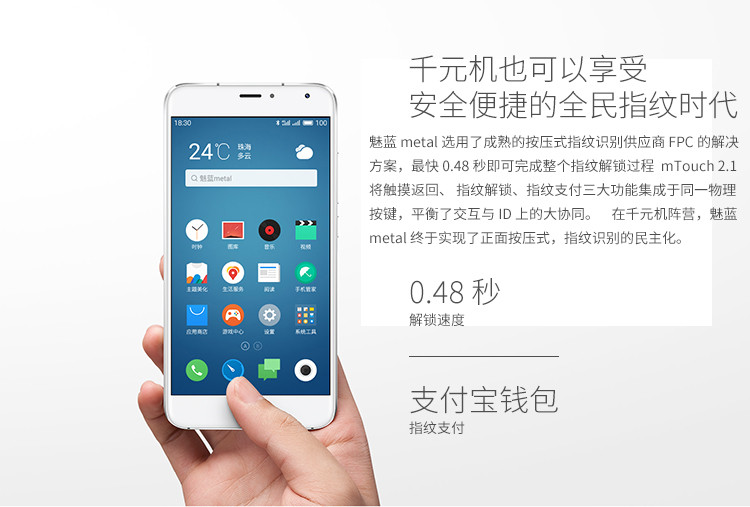 千元机也可以享受
安全便捷的全民指纹时代
魅蓝 metal 选用了成熟的按压式指纹识别供应商 FPC 的解决
方案，最快 0.48 秒即可完成整个指纹解锁过程 mTouch 2.1
将触摸返回、 指纹解锁、指纹支付三大功能集成于同一物理
按键，平衡了交互与 ID 上的大协同。 在千元机阵营，魅蓝
metal 终于实现了正面按压式，指纹识别的民主化。
0.48 秒
解锁速度
支付宝钱包
指纹支付
18:30 100
24℃ 珠海
多云
魅蓝metal
时钟 图库 音乐 视频
主题美化 生活服务 阅读 手机管家
应用商店 游戏中心 设置 系统工具